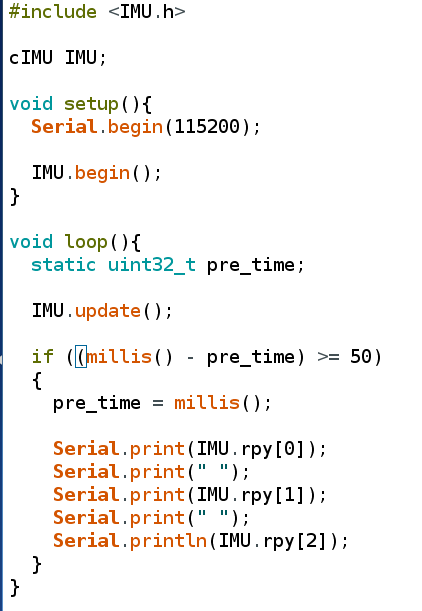 #include <IMU.h>

cIMU IMU;

void setup(){
  Serial.begin(115200);

  IMU.begin();
}

void loop(){
  static uint32_t pre_time;

  IMU.update();

  if ((millis() - pre_time) >= 50)
  {
    pre_time = millis();

    Serial.print(IMU.rpy[0]);
    Serial.print(" ");
    Serial.print(IMU.rpy[1]);
    Serial.print(" ");
    Serial.println(IMU.rpy[2]);
  }
}